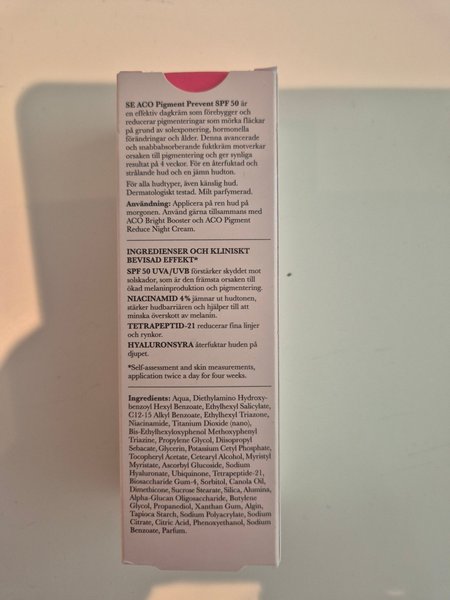 SE ACO Pigment Prevent SPF 50 är
en effektiv dagkräm som förebygger och
reducerar pigmenteringar som mörka fläckar
på grund av solexponering, hormonella
förändringar och ålder. Denna avancerade
och snabbabsorberande fuktkräm motverkar
orsaken till pigmentering och ger synliga
resultat på 4 veckor. För en återfuktad och
strålande hud och en jämn hudton.
För alla hudtyper, även känslig hud.
Dermatologiskt testad. Milt parfymerad.
Användning: Applicera på ren hud på
morgonen. Använd gärna tillsammans med
ACO Bright Booster och ACO Pigment
Reduce Night Cream.
INGREDIENSER OCH KLINISKT
BEVISAD EFFEKT*
SPF 50 UVA/UVB förstärker skyddet mot
solskador, som är den främsta orsaken till
ökad melaninproduktion och pigmentering.
NIACINAMID 4% jämnar ut hudtonen,
stärker hudbarriären och hjälper till att
minska överskott av melanin.
TETRAPEPTID-21 reducerar fina linjer
och rynkor.
HYALURONSYRA återfuktar huden på
djupet.
*Self-assessment and skin measurements,
application twice a day for four weeks.
Ingredients: Aqua, Diethylamino Hydroxy-
benzoyl Hexyl Benzoate, Ethylhexyl Salicylate,
C12-15 Alkyl Benzoate, Ethylhexyl Triazone,
Niacinamide, Titanium Dioxide (nano),
Bis-Ethylhexyloxyphenol Methoxyphenyl
Triazine, Propylene Glycol, Diisopropyl
Sebacate, Glycerin, Potassium Cetyl Phosphate,
Tocopheryl Acetate, Cetearyl Alcohol, Myristyl
Myristate, Ascorbyl Glucoside, Sodium
Hyaluronate, Ubiquinone, Tetrapeptide-21,
Biosaccharide Gum-4, Sorbitol, Canola Oil,
Dimethicone, Sucrose Stearate, Silica, Alumina,
Alpha-Glucan Oligosaccharide, Butylene
Glycol, Propanediol, Xanthan Gum, Algin,
Tapioca Starch, Sodium Polyacrylate, Sodium
Citrate, Citric Acid, Phenoxyethanol, Sodium
Benzoate, Parfum.